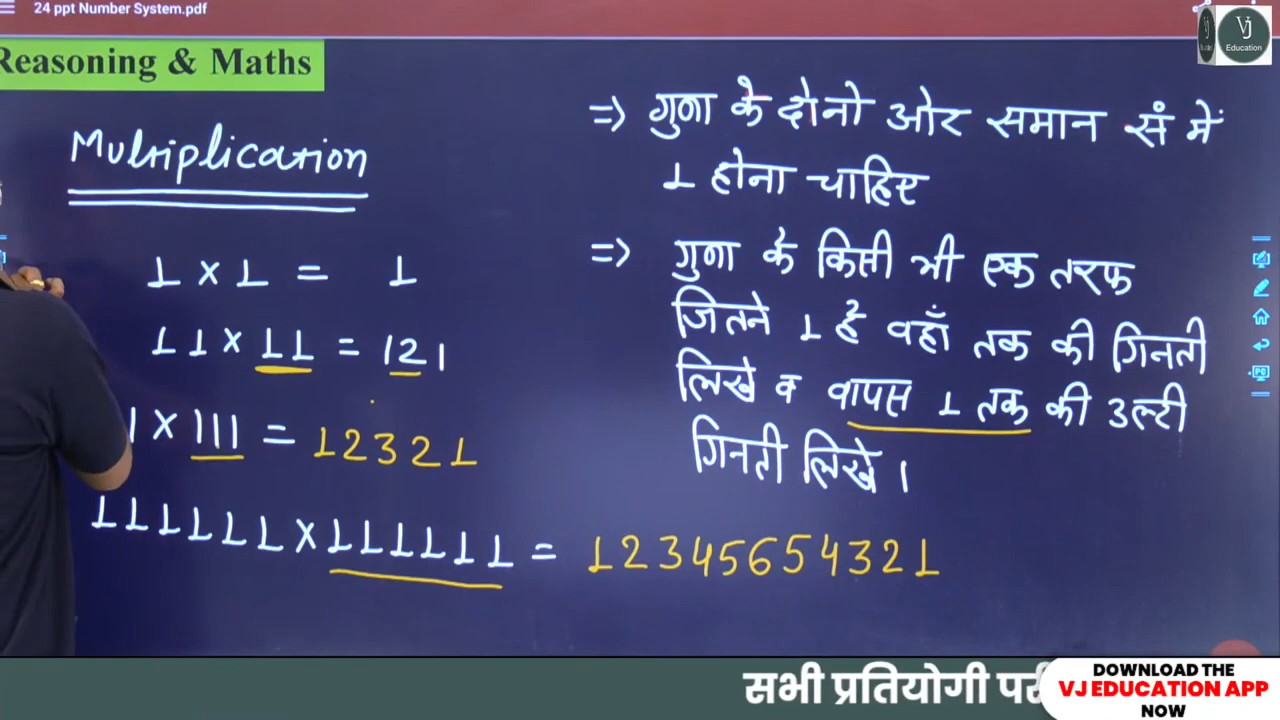 24 ppt Number System.pdf
Vj
Education
Reasoning & Maths
Multiplication
1 × 1 = 1
11 × 11 = 121
1 × 111 = 12321
111111 × 111111 = 12345654321
⇒ गुणा के दोनो ओर समान सं में
1 होना चाहिए
⇒ गुणा के किसी भी एक तरफ
जितने 1 है वहाँ तक की गिनती
लिखे व वापस 1 तक की उल्टी
गिनती लिखे ।
सभी प्रतियोगी
DOWNLOAD THE
VJ EDUCATION APP
NOW